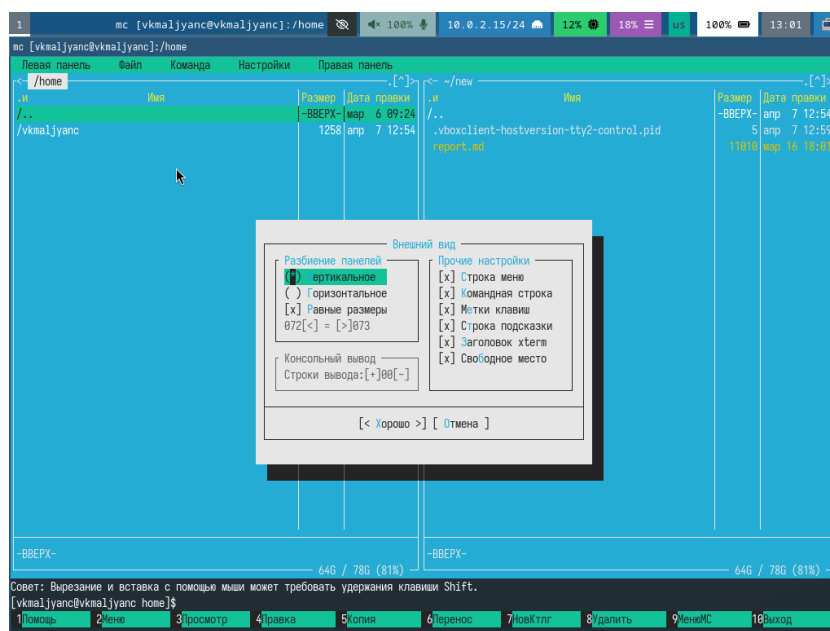 1 mc [vkmaljyanc@vkmaljyanc]:/home 100% 10.0.2.15/24 12% 18% us 100% 13:01
mc [vkmaljyanc@vkmaljyanc]:/home
Левая панель Файл Команда Настройки Правая панель
<- /home .[^]> <- ~/new .[^]>
.и Имя Размер Дата правки .и Имя Размер Дата правки
/.. -ВВЕРХ- мар 6 09:24 /.. -ВВЕРХ- апр 7 12:54
/vkmaljyanc 1258 апр 7 12:54 .vboxclient-hostversion-tty2-control.pid 5 апр 7 12:59
report.md 11010 мар 16 18:01
Внешний вид
Разбиение панелей Прочие настройки
(*) ертикальное [x] Строка меню
( ) Горизонтальное [x] Командная строка
[x] Равные размеры [x] Метки клавиш
072[<] = [>]073 [x] Строка подсказки
[x] Заголовок xterm
Консольный вывод [x] Свободное место
Строки вывода:[+]00[-]
[< Хорошо >] [ Отмена ]
-ВВЕРХ- -ВВЕРХ-
64G / 78G (81%) 64G / 78G (81%)
Совет: Вырезание и вставка с помощью мыши может требовать удержания клавиши Shift.
[vkmaljyanc@vkmaljyanc home]$
1Помощь 2Меню 3Просмотр 4Правка 5Копия 6Перенос 7НовКтлг 8Удалить 9МенюMC 10Выход